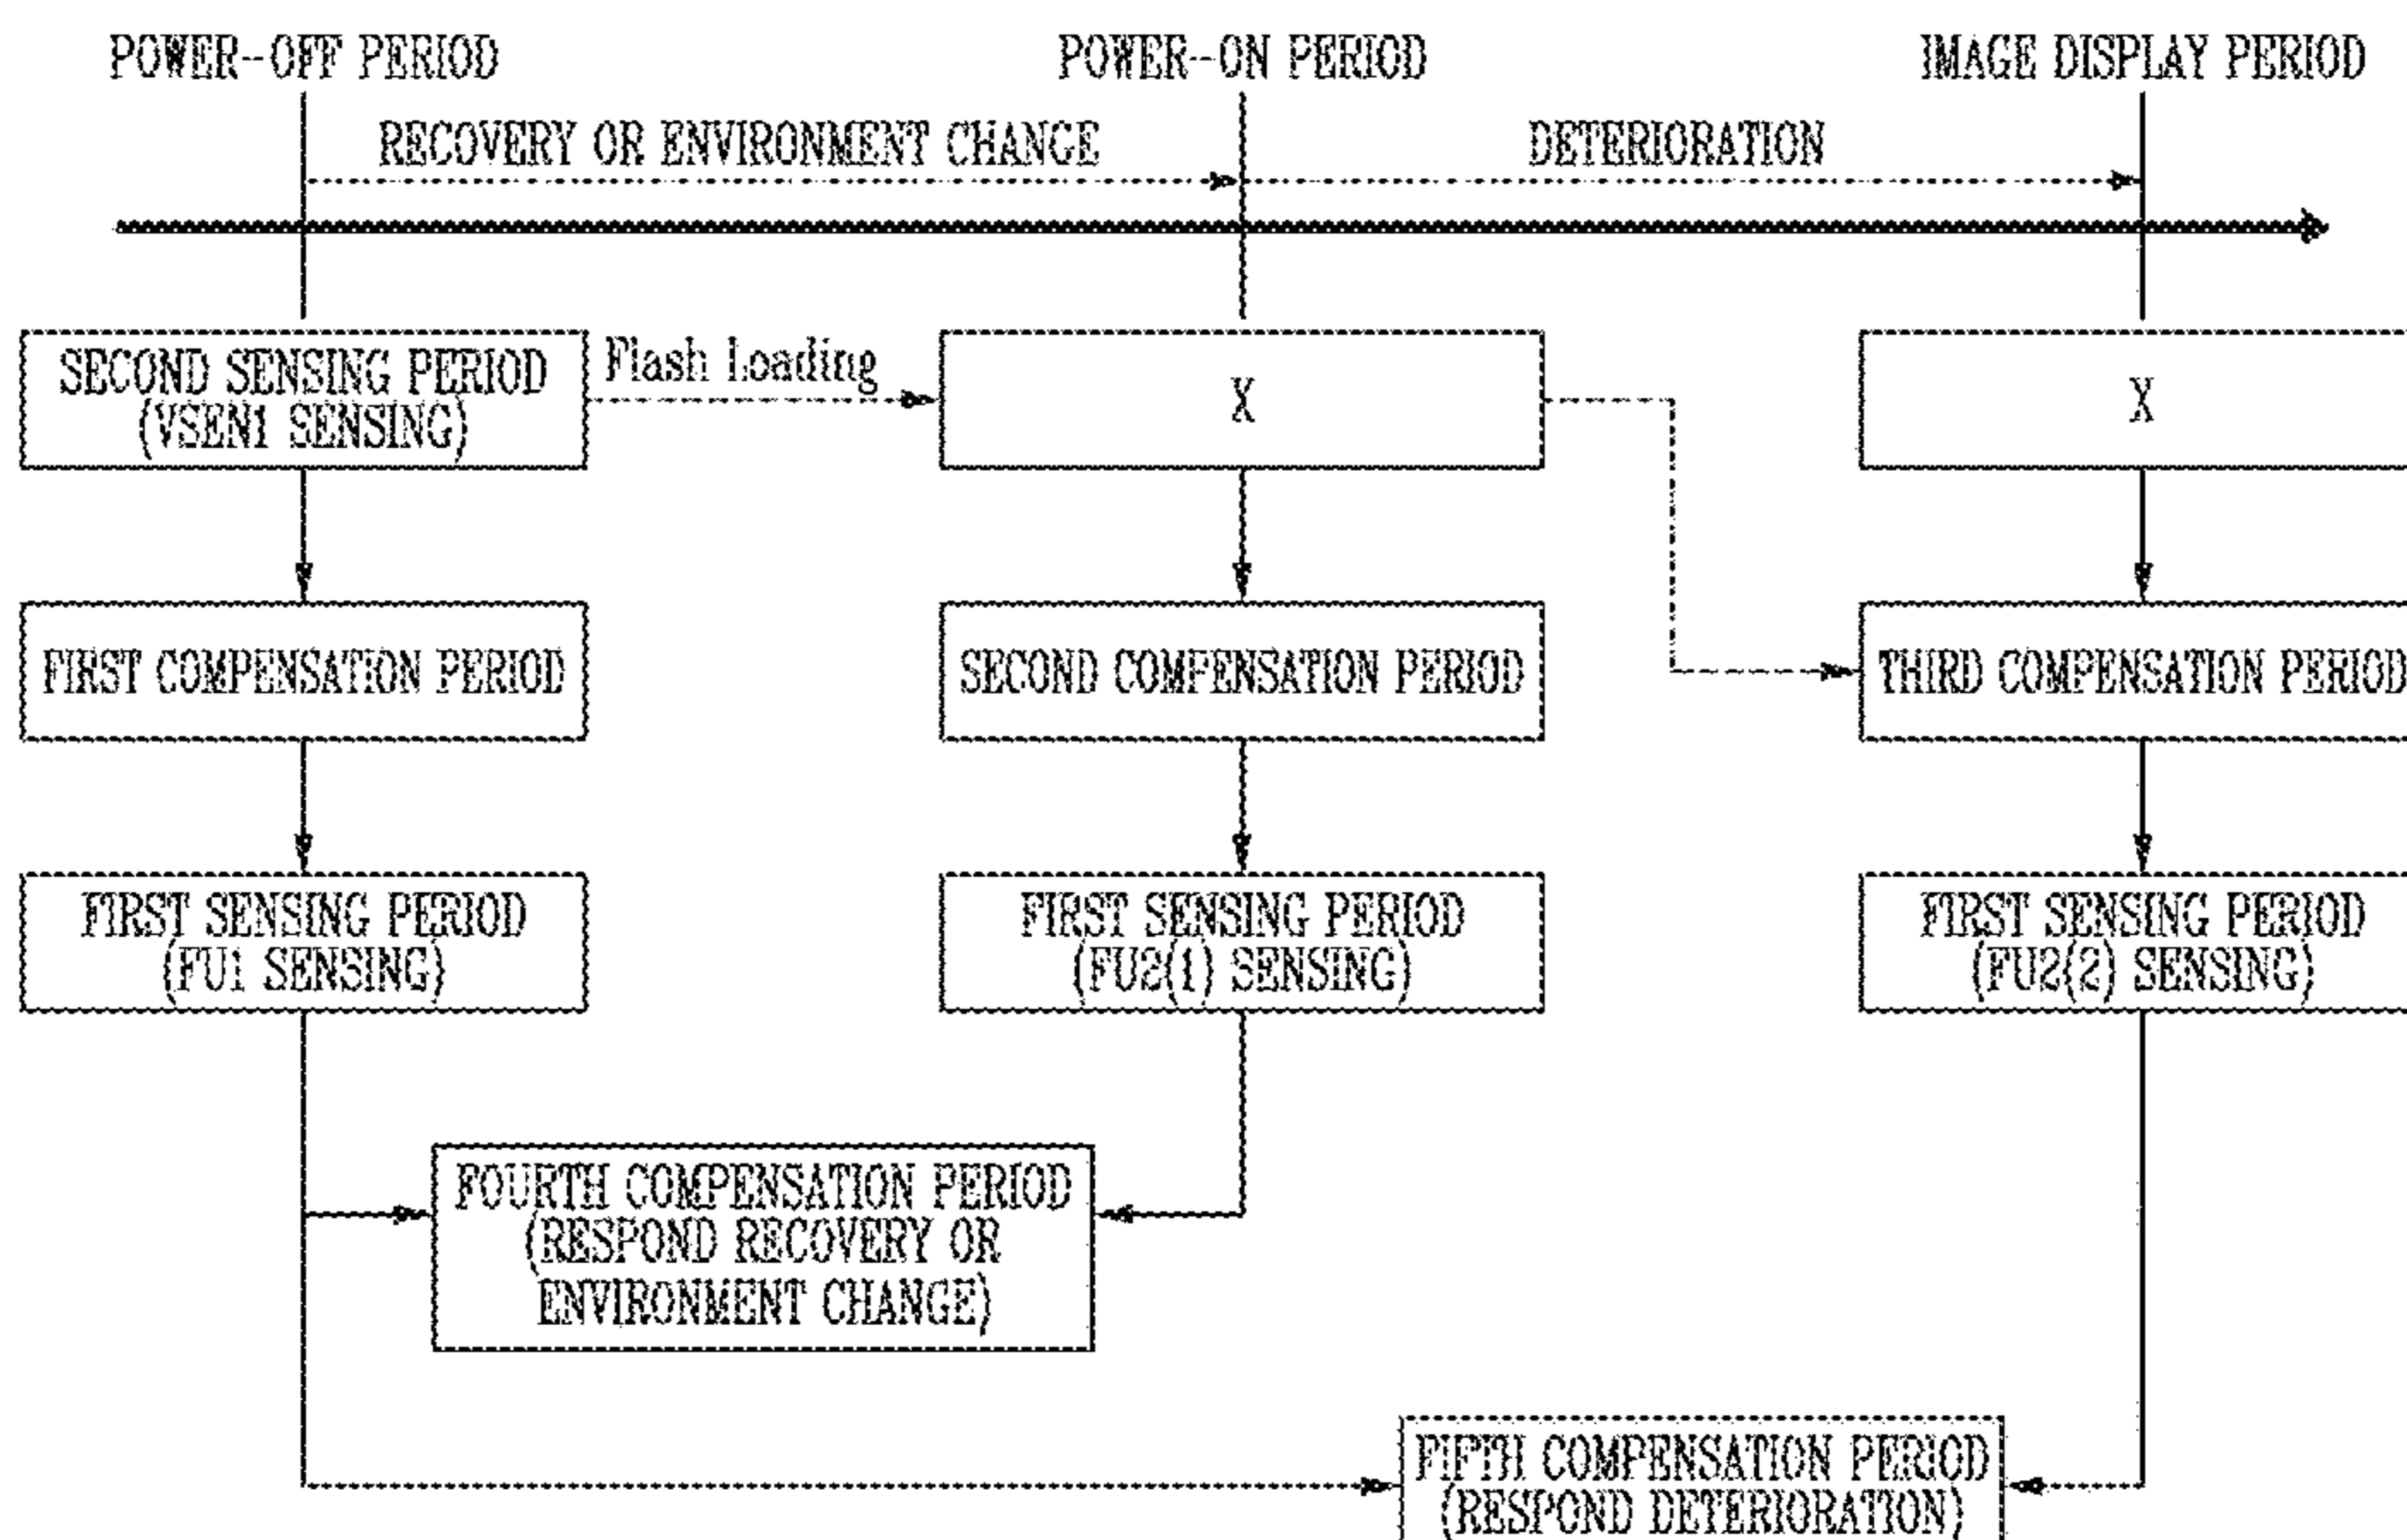 POWER-OFF PERIOD
POWER-ON PERIOD
IMAGE DISPLAY PERIOD
RECOVERY OR ENVIRONMENT CHANGE
DETERIORATION
SECOND SENSING PERIOD
(VSEN1 SENSING)
Flash Loading
X
X
FIRST COMPENSATION PERIOD
SECOND COMPENSATION PERIOD
THIRD COMPENSATION PERIOD
FIRST SENSING PERIOD
(FU1 SENSING)
FIRST SENSING PERIOD
(FU2(1) SENSING)
FIRST SENSING PERIOD
(FU2(2) SENSING)
FOURTH COMPENSATION PERIOD
(RESPOND RECOVERY OR
ENVIRONMENT CHANGE)
FIFTH COMPENSATION PERIOD
(RESPOND DETERIORATION)